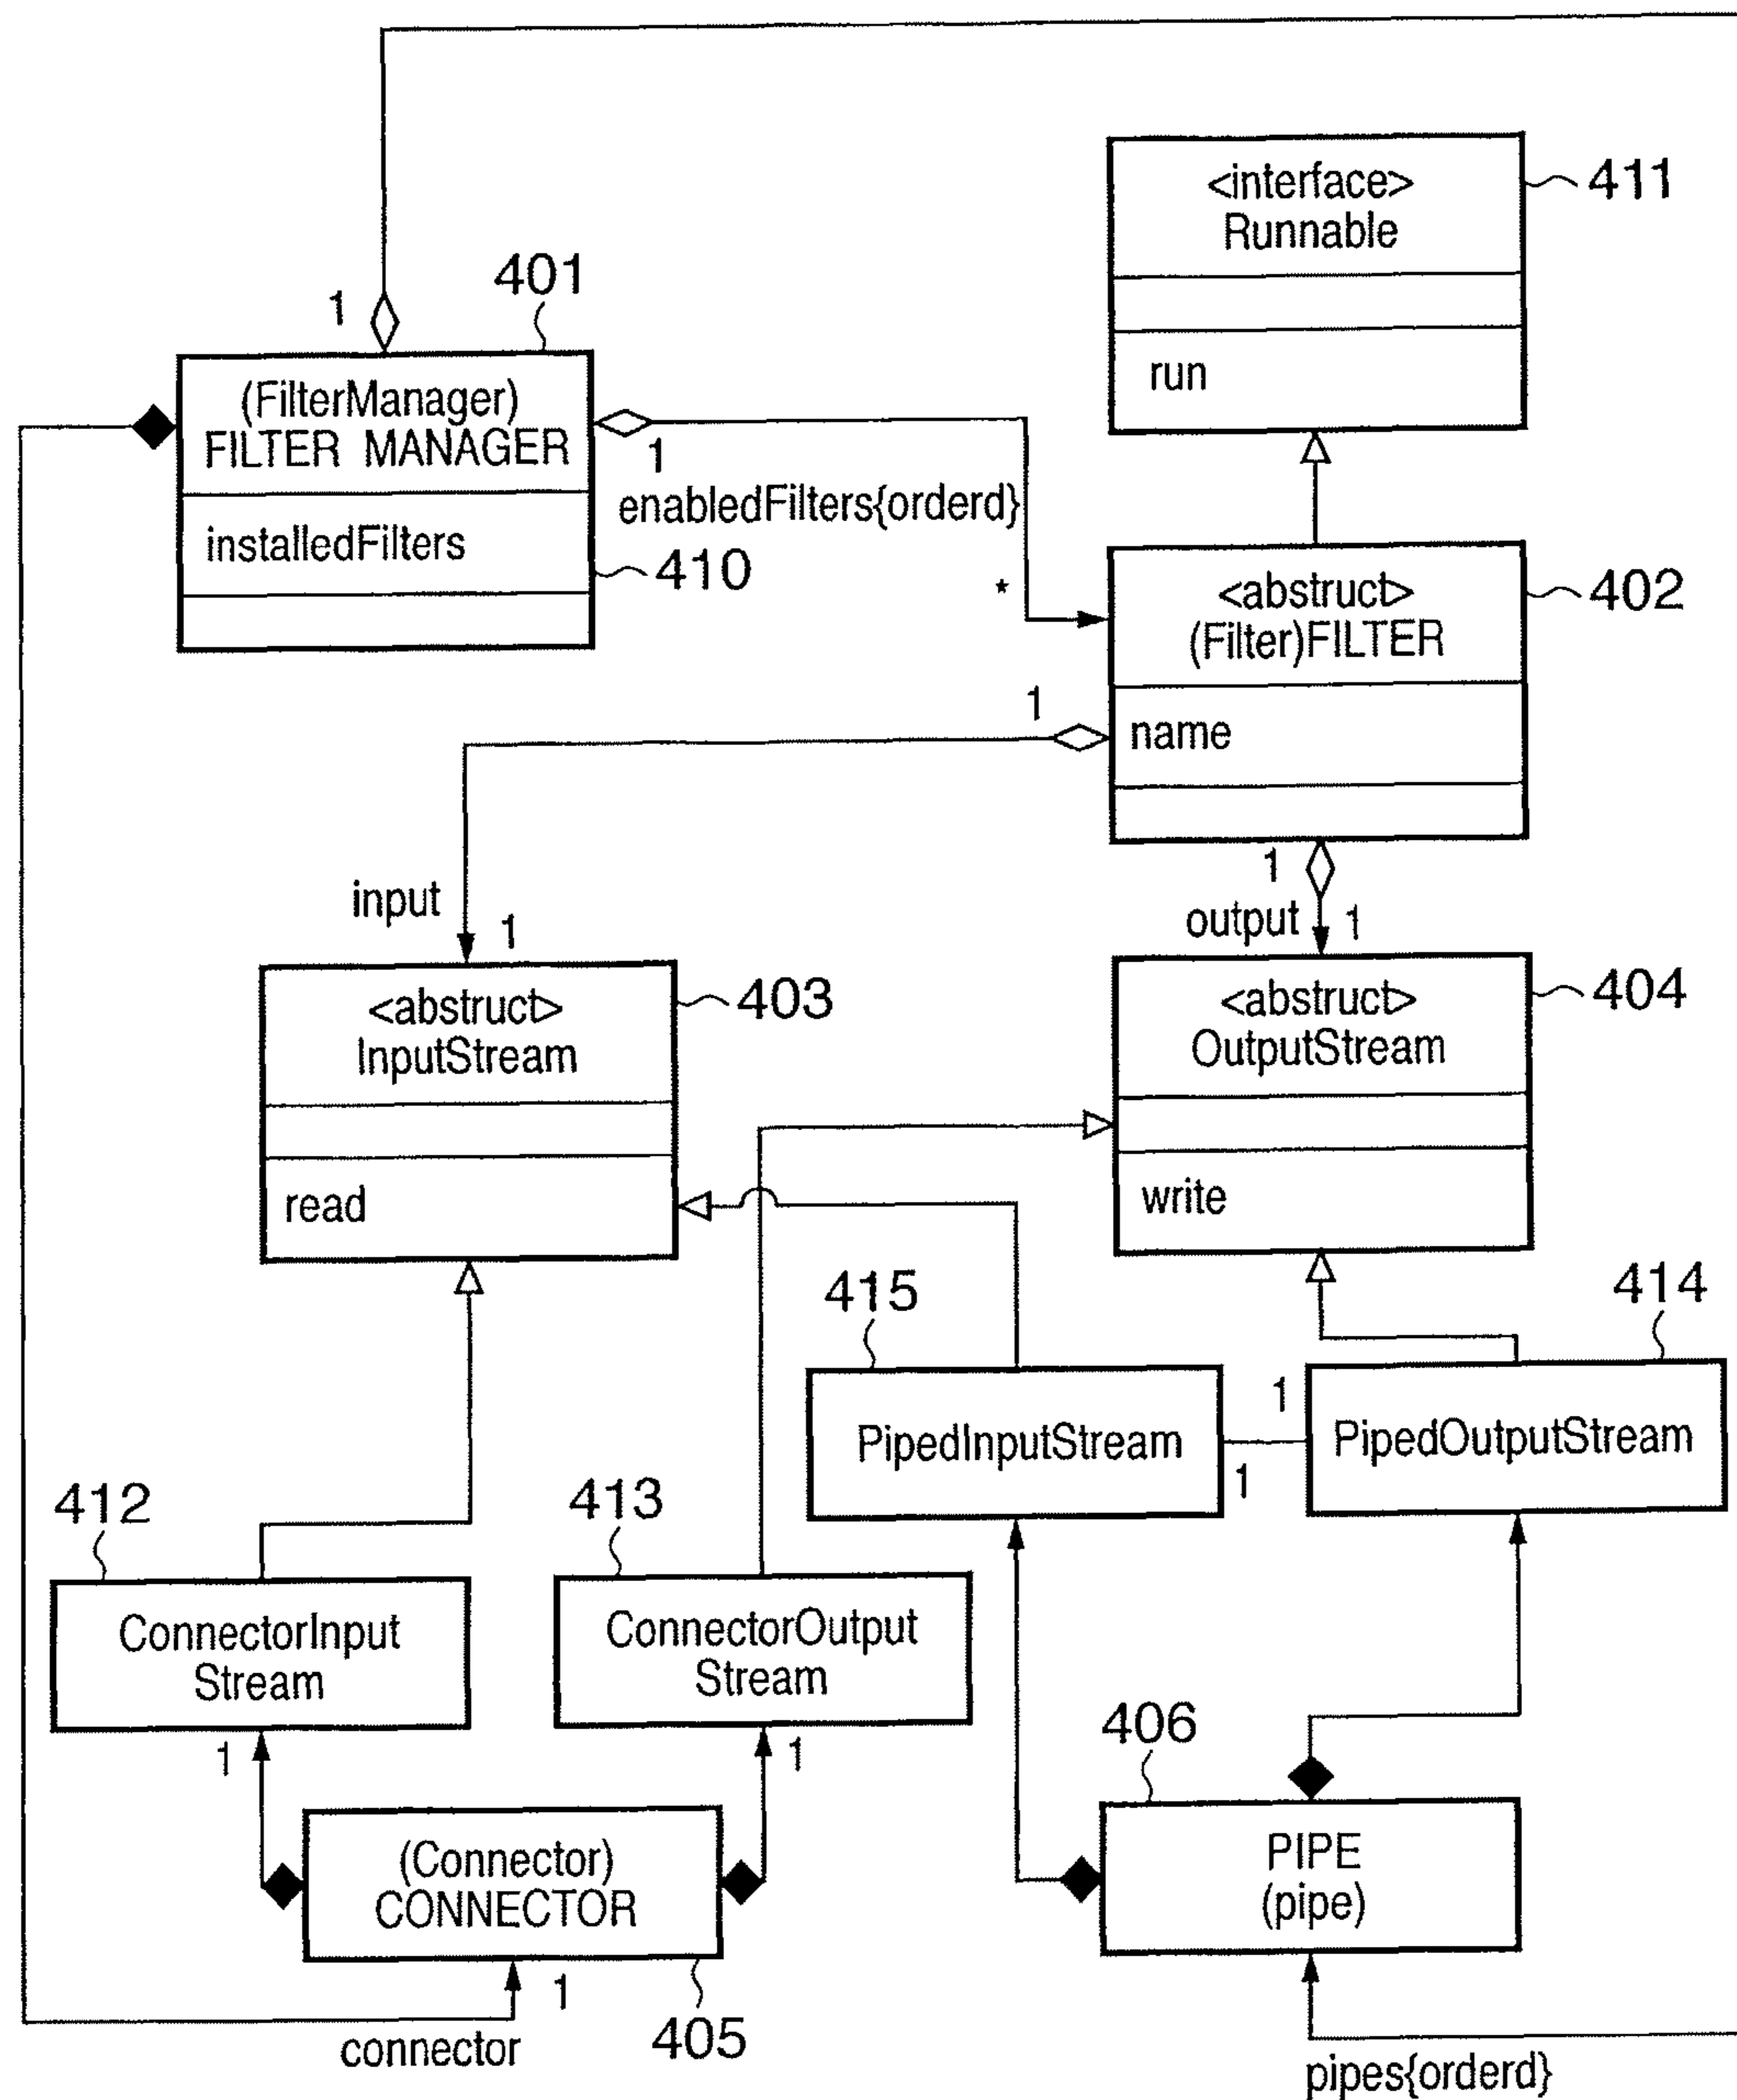 <interface>
Runnable
run
411
401
1
(FilterManager)
FILTER MANAGER
installedFilters
410
1
enabledFilters{orderd}
*
<abstruct>
(Filter)FILTER
name
402
1
input
1
1
output
1
<abstruct>
InputStream
read
403
<abstruct>
OutputStream
write
404
415
414
PipedInputStream
1
1
PipedOutputStream
412
413
ConnectorInput
Stream
ConnectorOutput
Stream
1
1
406
(Connector)
CONNECTOR
PIPE
(pipe)
1
405
connector
pipes{orderd}